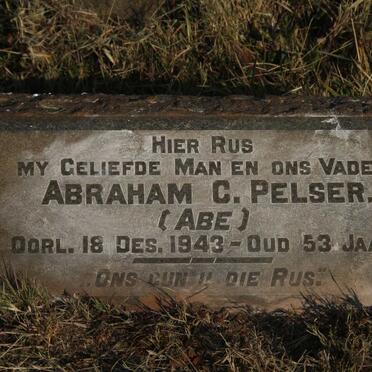 HIER RUS
MY GELIEFDE MAN EN ONS VADE
ABRAHAM C. PELSER.
(ABE)
OORL. 18 DES. 1943 - OUD 53 JAA
"ONS GUN U DIE RUS."